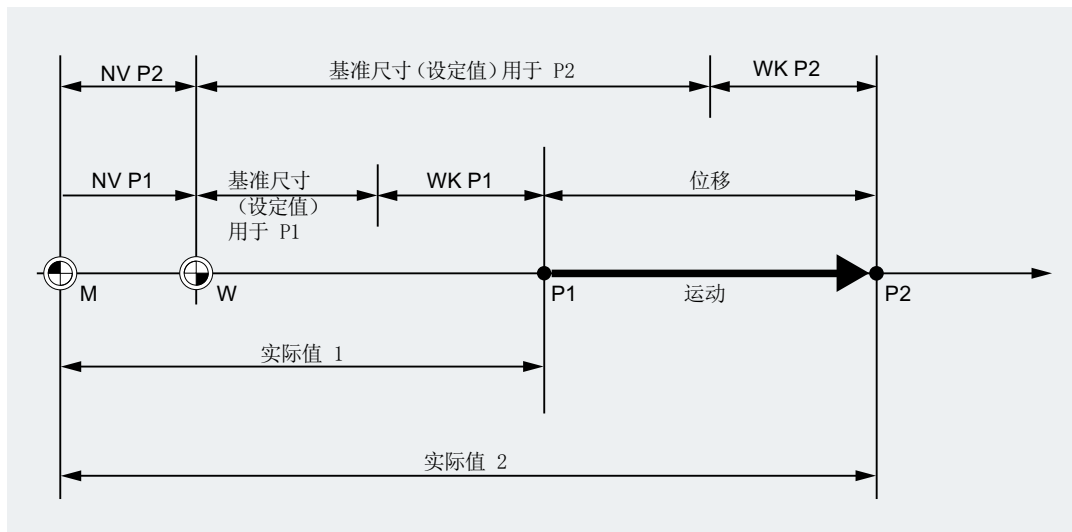 NV P2
基准尺寸(设定值)用于 P2
WK P2
NV P1
基准尺寸
(设定值)
用于 P1
WK P1
位移
M
W
P1
运动
P2
实际值 1
实际值 2